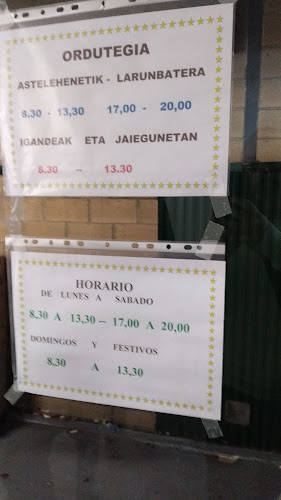 ORDUTEGIA
ASTELEHENETIK - LARUNBATERA
8.30 - 13,30 17,00 - 20,00
IGANDEAK ETA JAIEGUNETAN
8.30 -- 13.30
HORARIO
DE LUNES A SABADO
8,30 A 13,30 -- 17,00 A 20,00
DOMINGOS Y FESTIVOS
8,30 A 13,30